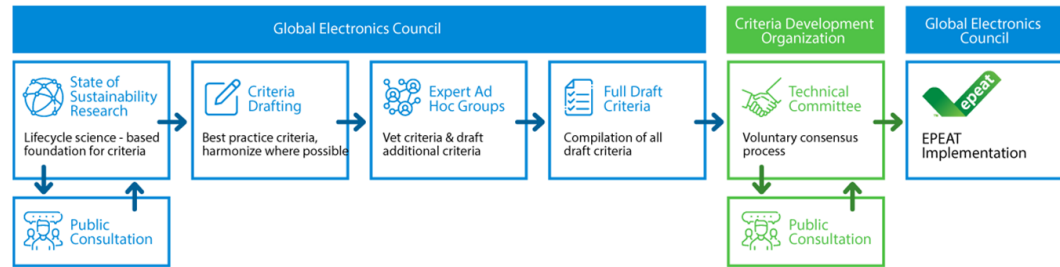 Global Electronics Council
Criteria Development
Organization
Global Electronics
Council
State of
Sustainability
Research
Lifecycle science - based
foundation for criteria
Criteria
Drafting
Best practice criteria,
harmonize where possible
Expert Ad
Hoc Groups
Vet criteria & draft
additional criteria
Full Draft
Criteria
Compilation of all
draft criteria
Technical
Committee
Voluntary consensus
process
epeat
EPEAT
Implementation
Public
Consultation
Public
Consultation